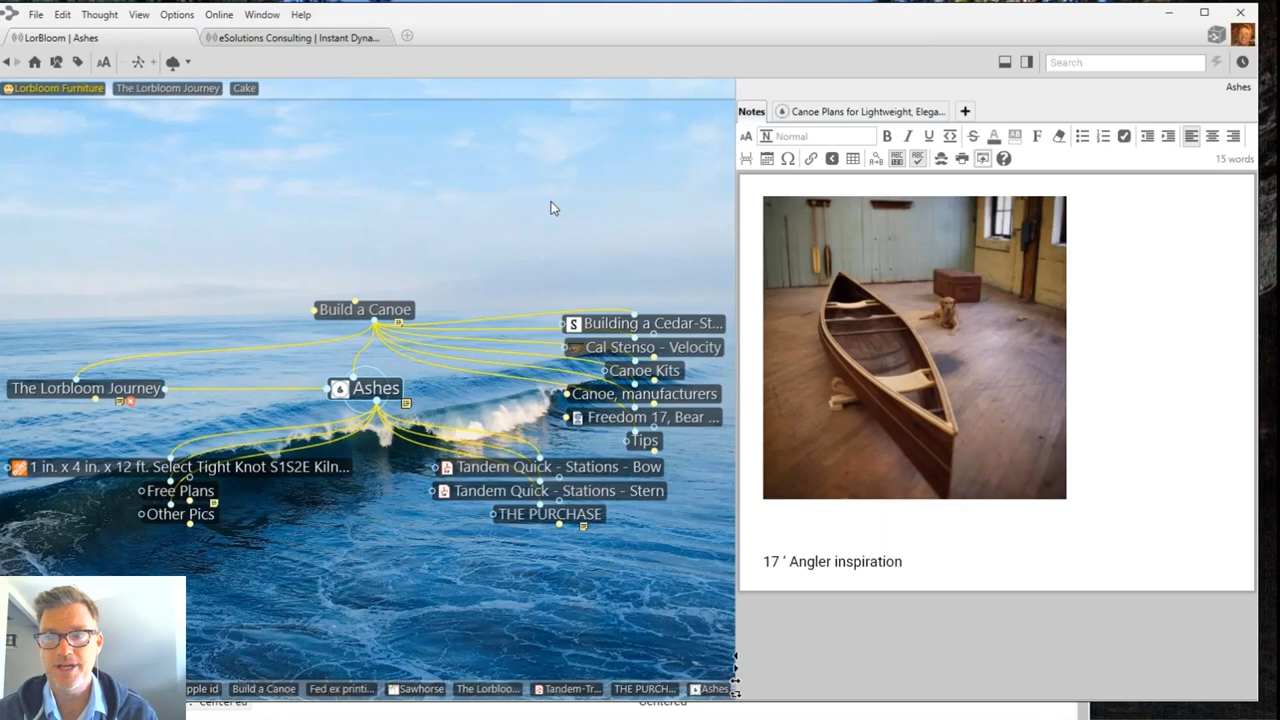 File Edit Thought View Options Online Window Help
LorBloom | Ashes
eSolutions Consulting | Instant Dyna...
Search
Lorbloom Furniture
The Lorbloom Journey
Cake
Ashes
Notes
Canoe Plans for Lightweight, Elega...
Normal
15 words
Build a Canoe
Building a Cedar-St...
Cal Stenso - Velocity
Canoe Kits
The Lorbloom Journey
Ashes
Canoe, manufacturers
Freedom 17, Bear ...
Tips
1 in. x 4 in. x 12 ft. Select Tight Knot S1S2E Kiln...
Tandem Quick - Stations - Bow
Free Plans
Tandem Quick - Stations - Stern
Other Pics
THE PURCHASE
17 ' Angler inspiration
pple id
Build a Canoe
Fed ex printi...
Sawhorse
The Lorbloo...
Tandem-Tr...
THE PURCH...
Ashes
Centered